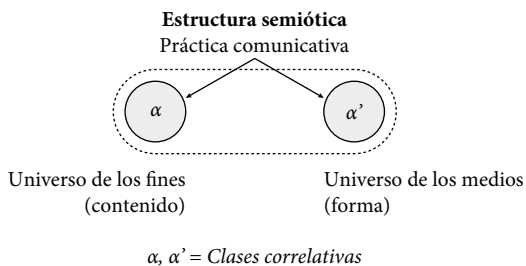 Estructura semiótica
Práctica comunicativa
α
α’
Universo de los fines
(contenido)
Universo de los medios
(forma)
α, α’ = Clases correlativas